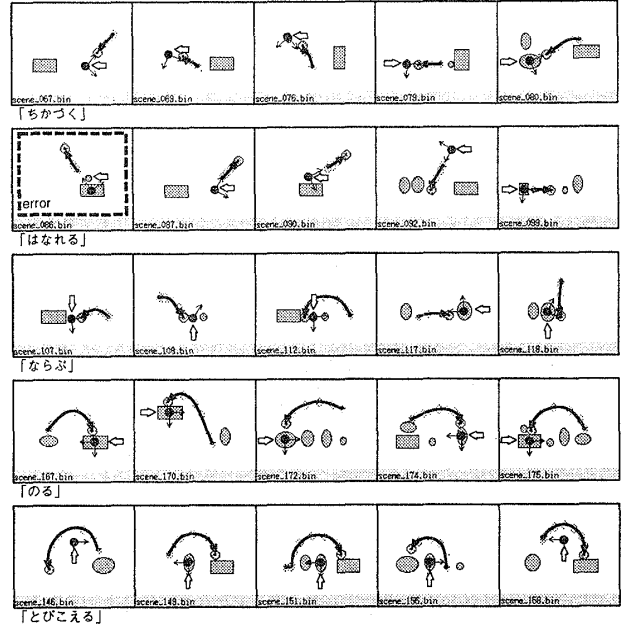 scene_067.bin scene_069.bin scene_076.bin scene_079.bin scene_080.bin
「ちかづく」
error
scene_086.bin scene_087.bin scene_090.bin scene_092.bin scene_099.bin
「はなれる」
scene_107.bin scene_109.bin scene_112.bin scene_117.bin scene_118.bin
「ならぶ」
scene_167.bin scene_170.bin scene_172.bin scene_174.bin scene_175.bin
「のる」
scene_146.bin scene_149.bin scene_151.bin scene_155.bin scene_158.bin
「とびこえる」